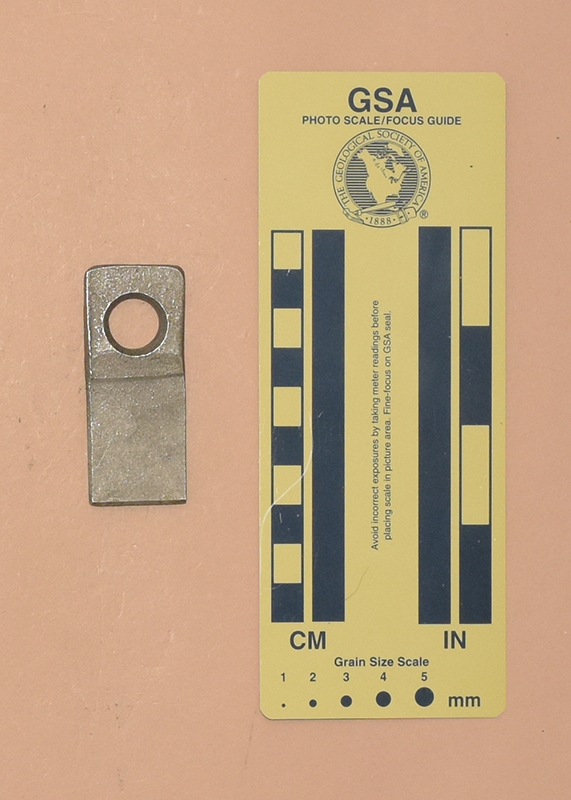 GSA
PHOTO SCALE/FOCUS GUIDE
THE GEOLOGICAL SOCIETY OF AMERICA
·1888·
®
Avoid incorrect exposures by taking meter readings before
placing scale in picture area. Fine-focus on GSA seal.
CM IN
Grain Size Scale
1 2 3 4 5
mm